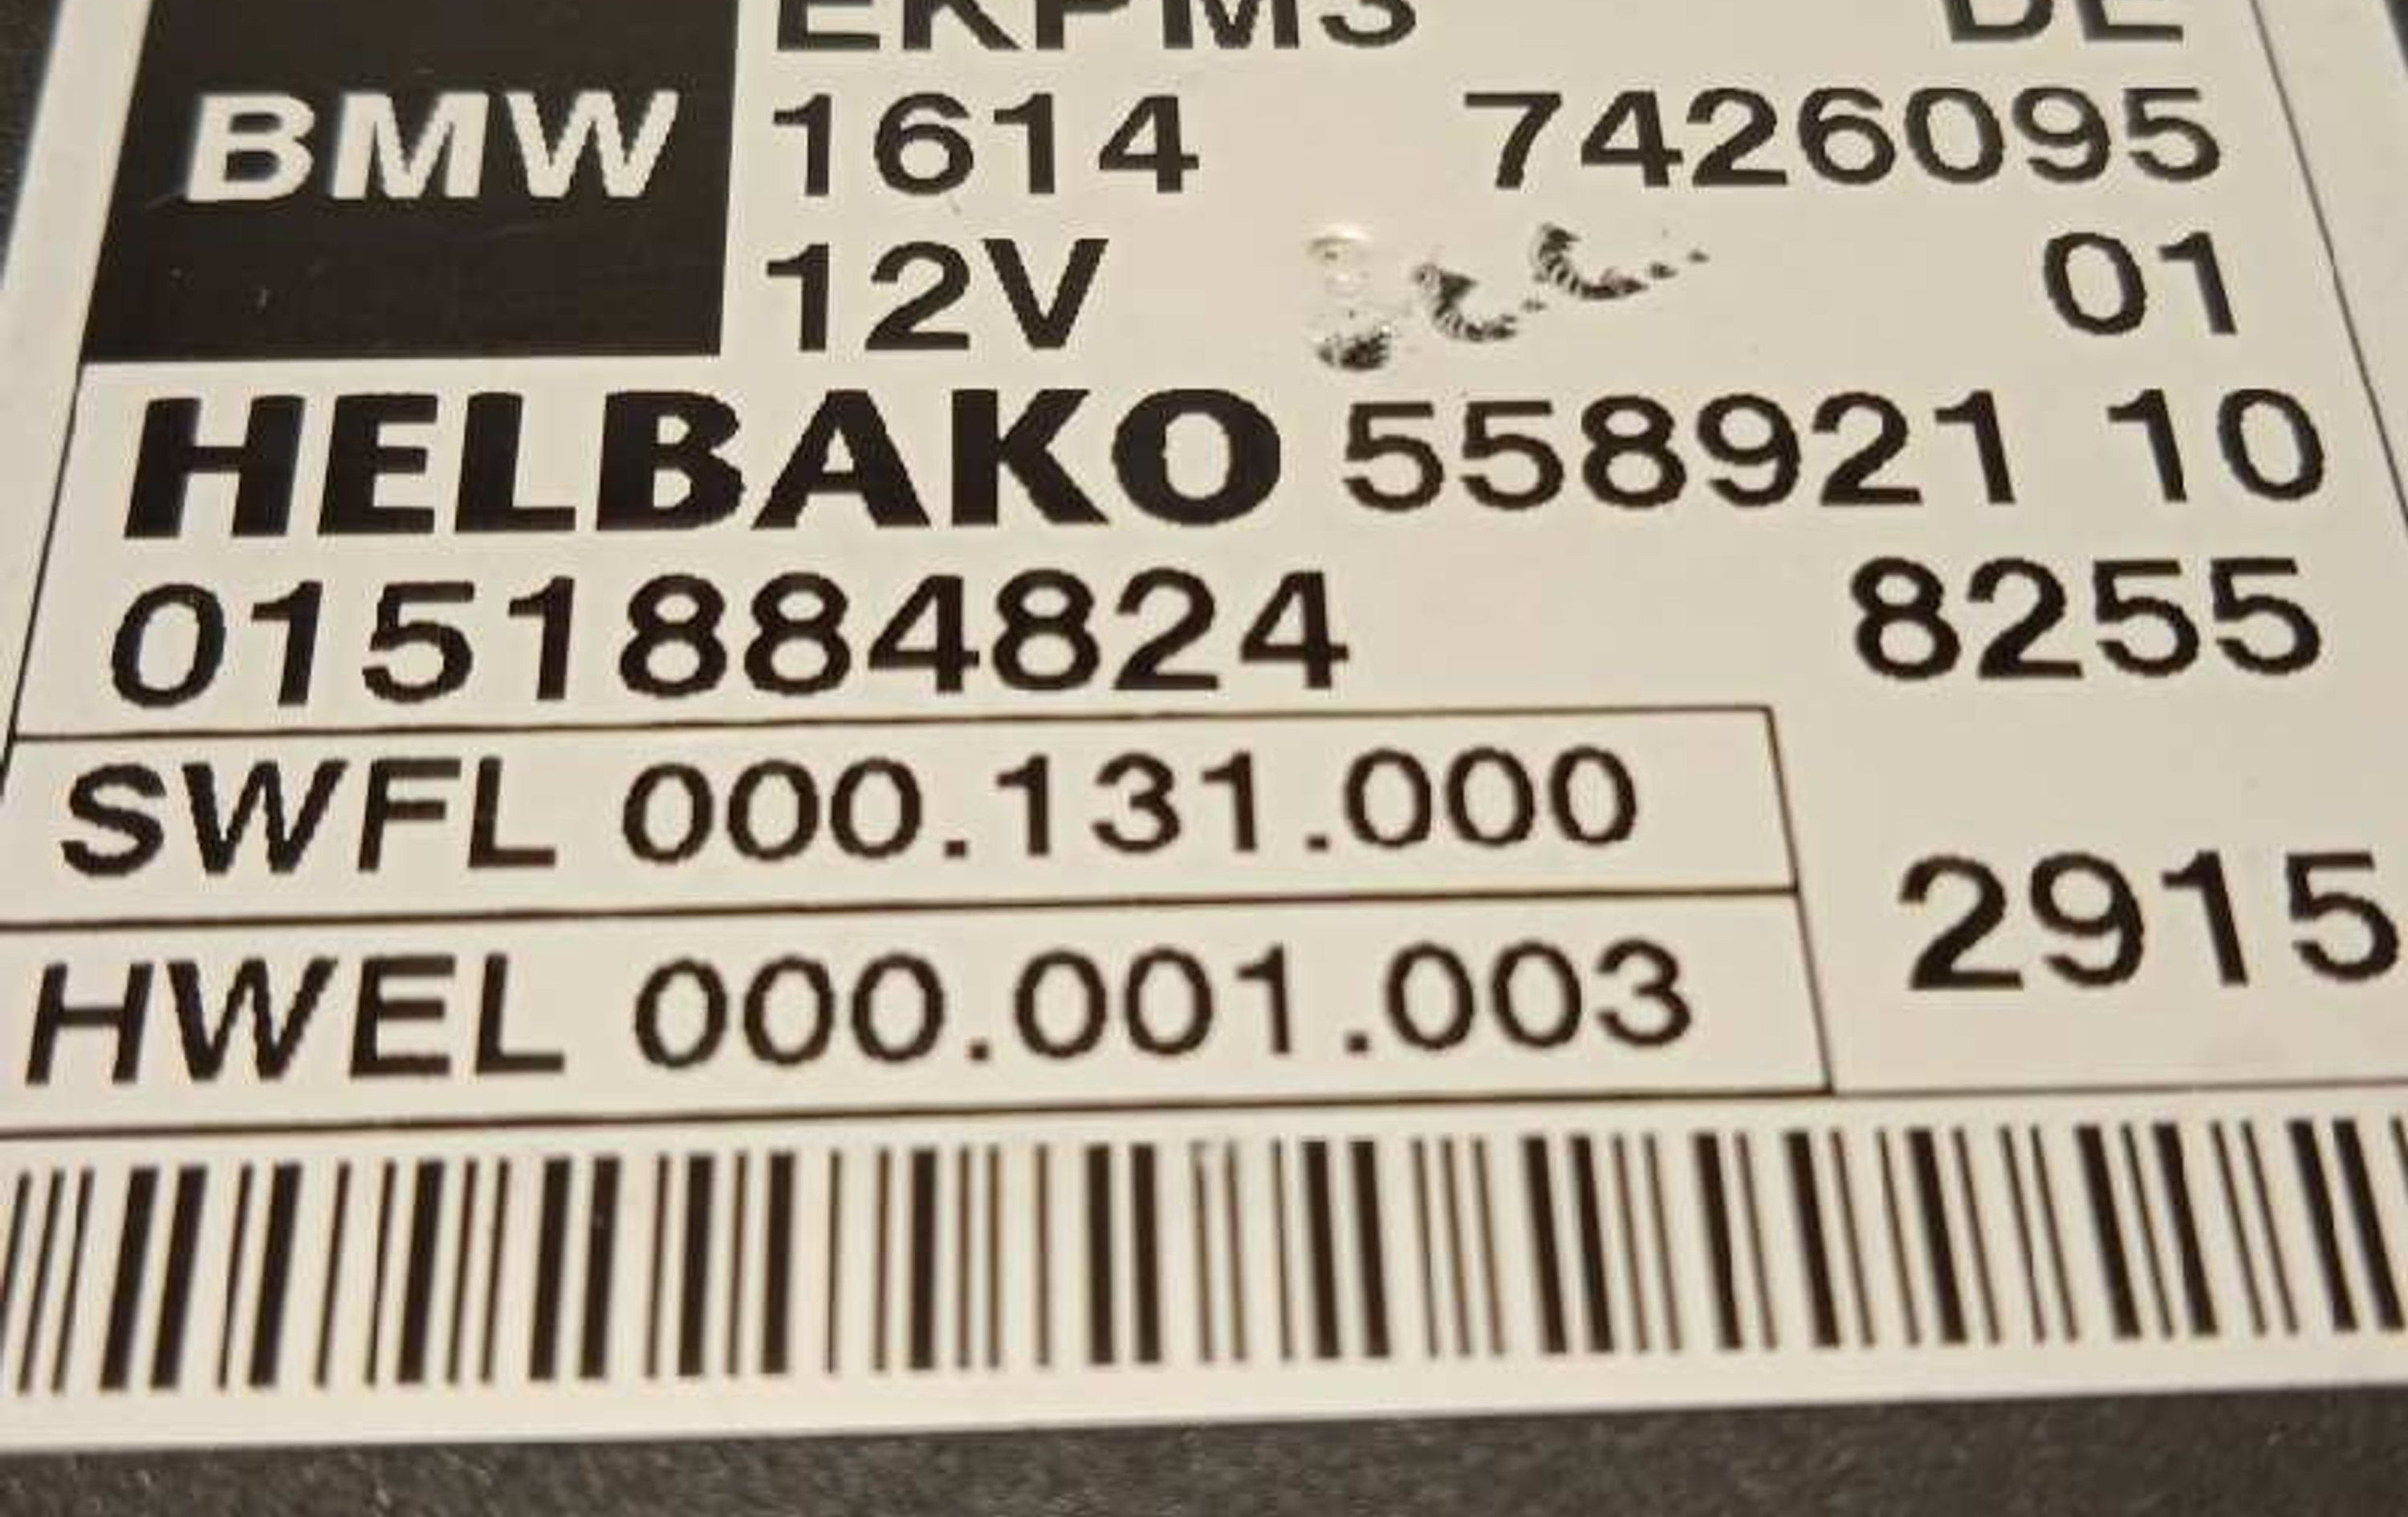 EKPM3 DE
BMW 1614 7426095
12V 01
HELBAKO 558921 10
0151884824 8255
SWFL 000.131.000
2915
HWEL 000.001.003